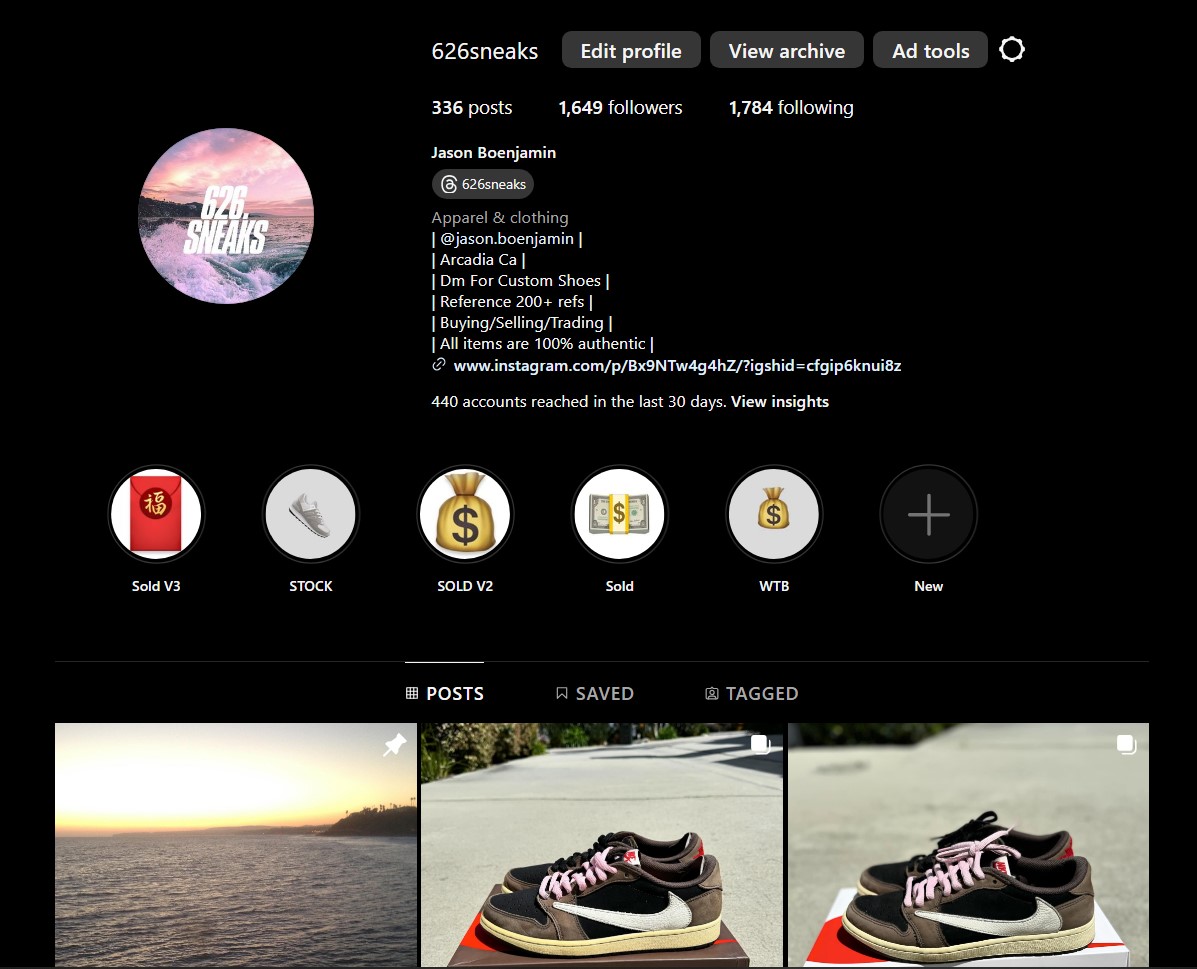 626sneaks Edit profile View archive Ad tools
336 posts 1,649 followers 1,784 following
Jason Boenjamin
626sneaks
Apparel & clothing
| @jason.boenjamin |
| Arcadia Ca |
| Dm For Custom Shoes |
| Reference 200+ refs |
| Buying/Selling/Trading |
| All items are 100% authentic |
www.instagram.com/p/Bx9NTw4g4hZ/?igshid=cfgip6knui8z
440 accounts reached in the last 30 days. View insights
626.
SNEAKS
福
$
$
$
Sold V3 STOCK SOLD V2 Sold WTB New
POSTS SAVED TAGGED